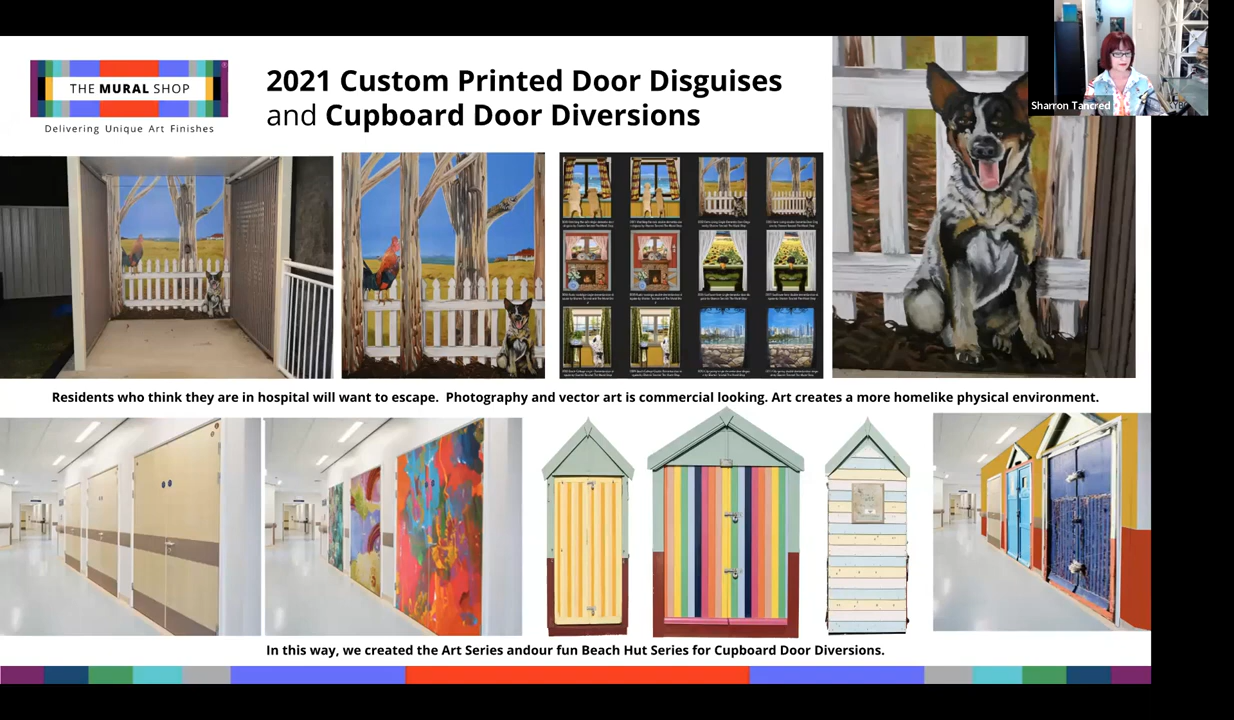 THE MURAL SHOP
Delivering Unique Art Finishes
2021 Custom Printed Door Disguises
and Cupboard Door Diversions
Sharron Tancred
Residents who think they are in hospital will want to escape.  Photography and vector art is commercial looking. Art creates a more homelike physical environment.
In this way, we created the Art Series andour fun Beach Hut Series for Cupboard Door Diversions.